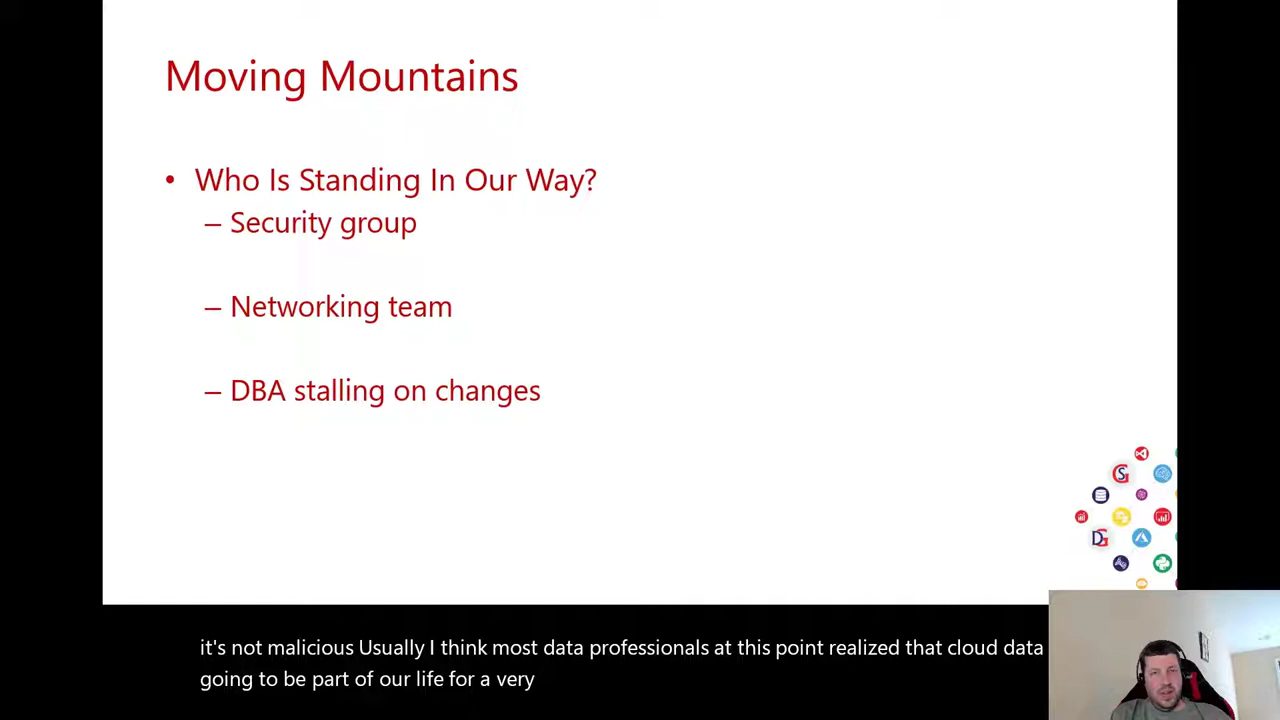 Moving Mountains
• Who Is Standing In Our Way?
– Security group
– Networking team
– DBA stalling on changes
it's not malicious Usually I think most data professionals at this point realized that cloud data
going to be part of our life for a very